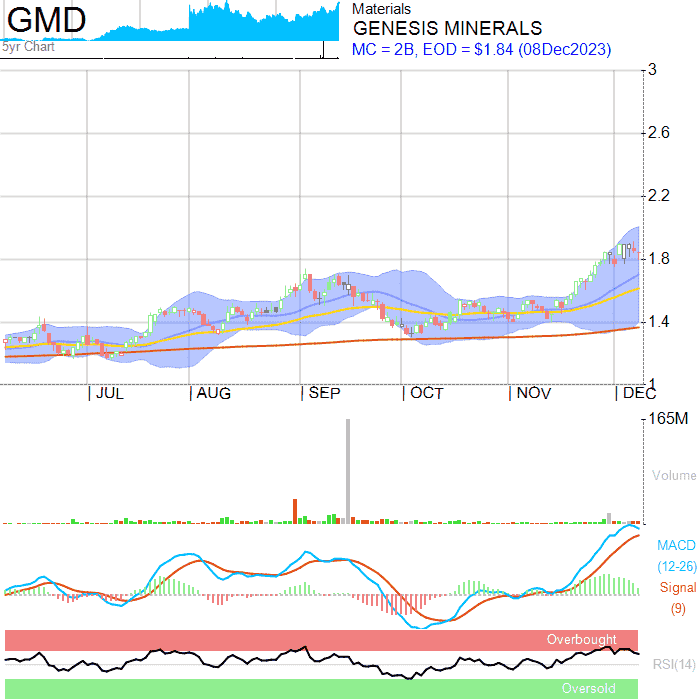 GMD
5yr Chart
Materials
GENESIS MINERALS
MC = 2B, EOD = $1.84 (08Dec2023)
3
2.6
2.2
1.8
1.4
1
JUL AUG SEP OCT NOV DEC
165M
Volume
MACD
(12-26)
Signal
(9)
Overbought
RSI(14)
Oversold